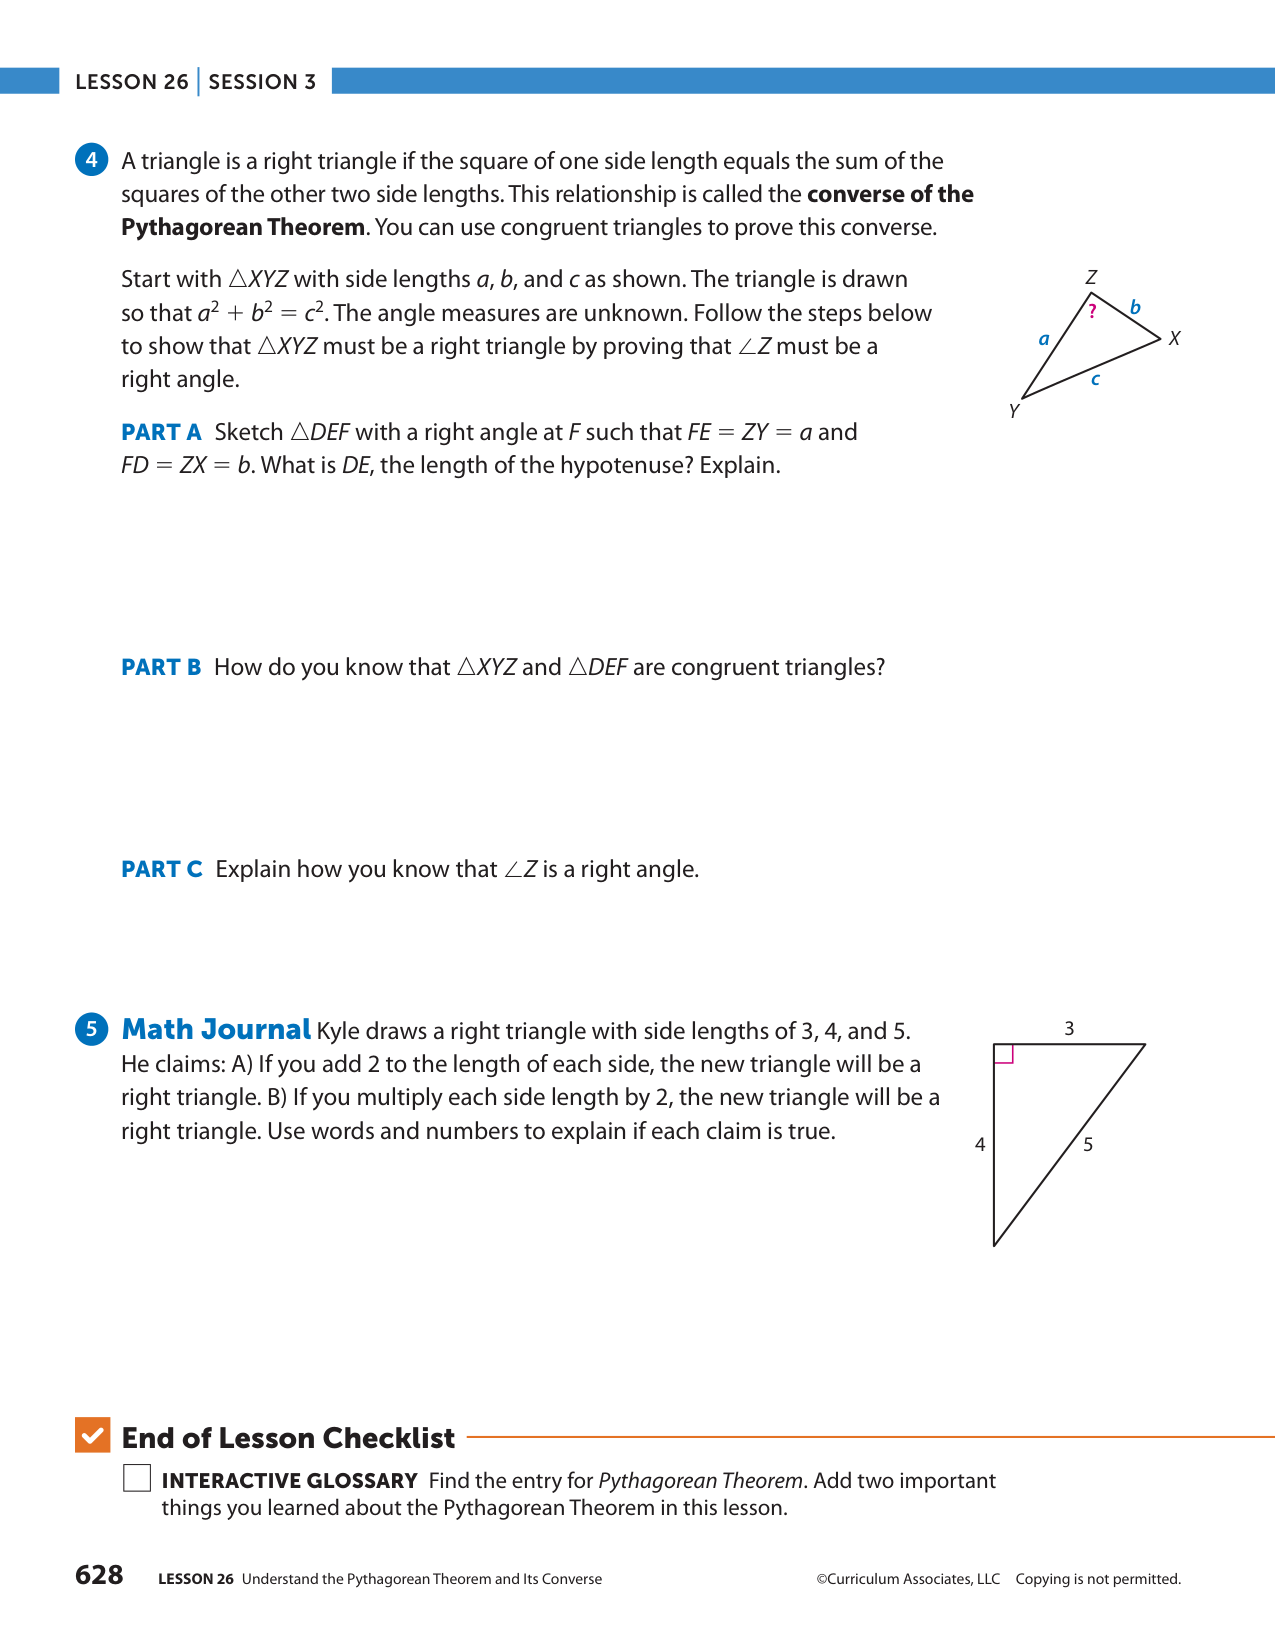 LESSON 26 | SESSION 3
4 A triangle is a right triangle if the square of one side length equals the sum of the
squares of the other two side lengths. This relationship is called the converse of the
Pythagorean Theorem. You can use congruent triangles to prove this converse.
Start with △XYZ with side lengths a, b, and c as shown. The triangle is drawn
so that a² + b² = c². The angle measures are unknown. Follow the steps below
to show that △XYZ must be a right triangle by proving that ∠Z must be a
right angle.
Z
?
b
a
X
c
Y
PART A Sketch △DEF with a right angle at F such that FE = ZY = a and
FD = ZX = b. What is DE, the length of the hypotenuse? Explain.
PART B How do you know that △XYZ and △DEF are congruent triangles?
PART C Explain how you know that ∠Z is a right angle.
5 Math Journal Kyle draws a right triangle with side lengths of 3, 4, and 5.
He claims: A) If you add 2 to the length of each side, the new triangle will be a
right triangle. B) If you multiply each side length by 2, the new triangle will be a
right triangle. Use words and numbers to explain if each claim is true.
3
4
5
End of Lesson Checklist
INTERACTIVE GLOSSARY Find the entry for Pythagorean Theorem. Add two important
things you learned about the Pythagorean Theorem in this lesson.
628 LESSON 26 Understand the Pythagorean Theorem and Its Converse ©Curriculum Associates, LLC Copying is not permitted.